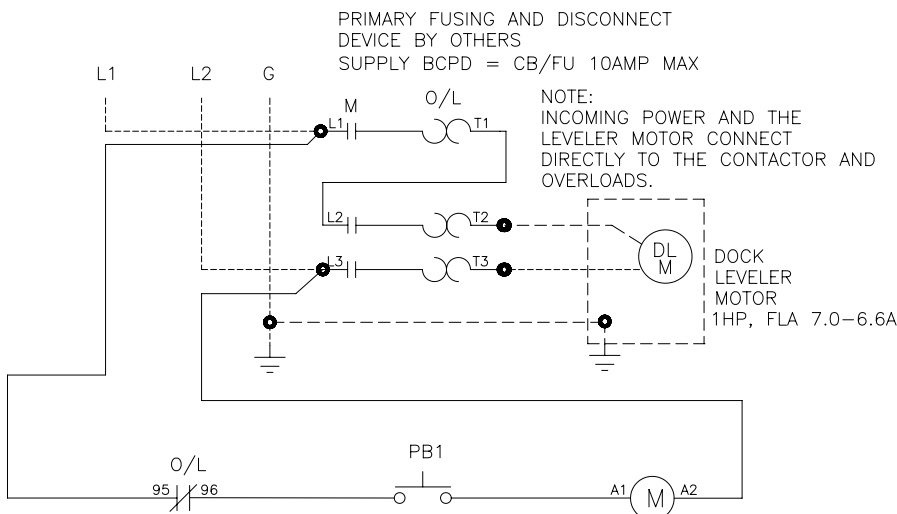 PRIMARY FUSING AND DISCONNECT
DEVICE BY OTHERS
SUPPLY BCPD = CB/FU 10AMP MAX
L1
L2
G
M
O/L
L1
T1
NOTE:
INCOMING POWER AND THE
LEVELER MOTOR CONNECT
DIRECTLY TO THE CONTACTOR AND
OVERLOADS.
L2
T2
L3
T3
DL
M
DOCK
LEVELER
MOTOR
1HP, FLA 7.0-6.6A
O/L
95
96
PB1
A1
M
A2